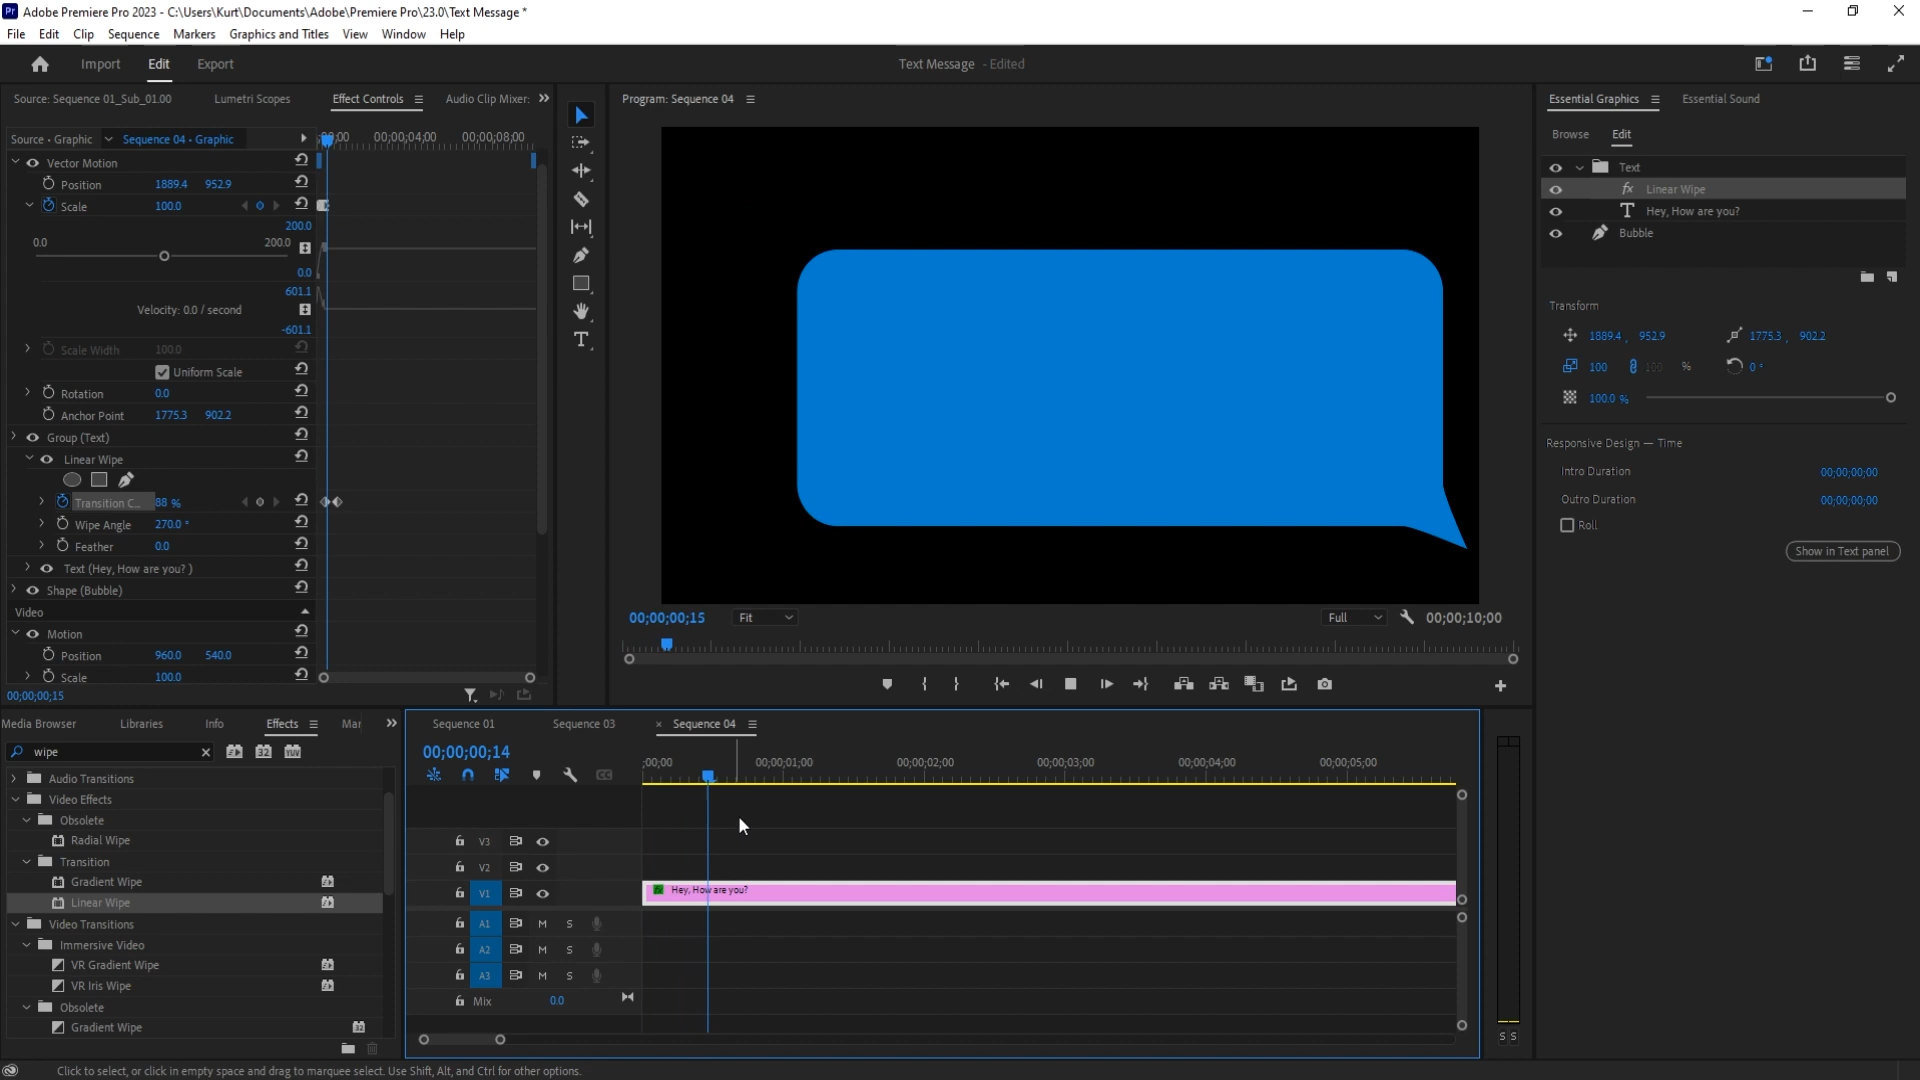 Pr Adobe Premiere Pro 2023 - C:\Users\Kurt\Documents\Adobe\Premiere Pro\23.0\Text Message *
File Edit Clip Sequence Markers Graphics and Titles View Window Help
Import Edit Export Text Message - Edited
Source: Sequence 01_Sub_01.00 Lumetri Scopes Effect Controls Audio Clip Mixer:
Source • Graphic Sequence 04 • Graphic 00;00;04;00 00;00;08;00
Vector Motion
Position 1889.4 952.9
Scale 100.0
200.0
0.0 200.0
0.0
601.1
Velocity: 0.0 / second
-601.1
Scale Width 100.0
Uniform Scale
Rotation 0.0
Anchor Point 1775.3 902.2
Group (Text)
Linear Wipe
Transition C... 88 %
Wipe Angle 270.0 °
Feather 0.0
Text (Hey, How are you? )
Shape (Bubble)
Video
Motion
Position 960.0 540.0
Scale 100.0
00;00;00;15
Program: Sequence 04
00;00;00;15 Fit Full 00;00;10;00
Essential Graphics Essential Sound
Browse Edit
Text
fx Linear Wipe
T Hey, How are you?
Bubble
Transform
1889.4 , 952.9 1775.3 , 902.2
100 100 % 0 °
100.0 %
Responsive Design — Time
Intro Duration 00;00;00;00
Outro Duration 00;00;00;00
Roll
Show in Text panel
Media Browser Libraries Info Effects Mar
wipe
Audio Transitions
Video Effects
Obsolete
Radial Wipe
Transition
Gradient Wipe
Linear Wipe
Video Transitions
Immersive Video
VR Gradient Wipe
VR Iris Wipe
Obsolete
Gradient Wipe
Sequence 01 Sequence 03 × Sequence 04
00;00;00;14
;00;00 00;00;01;00 00;00;02;00 00;00;03;00 00;00;04;00 00;00;05;00
V3
V2
V1 Hey, How are you?
A1 M S
A2 M S
A3 M S
Mix 0.0
S S
Click to select, or click in empty space and drag to marquee select. Use Shift, Alt, and Ctrl for other options.